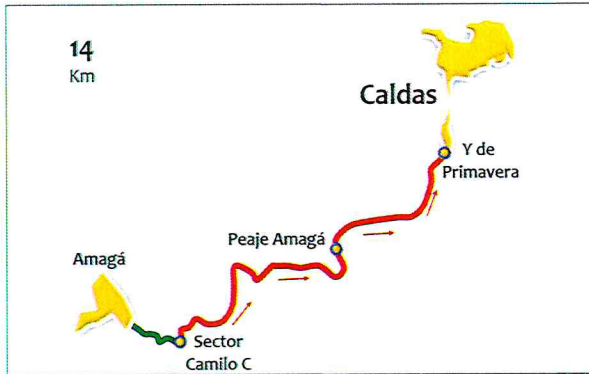 14
Km
Caldas
Y de
Primavera
Peaje Amagá
Amagá
Sector
Camilo C